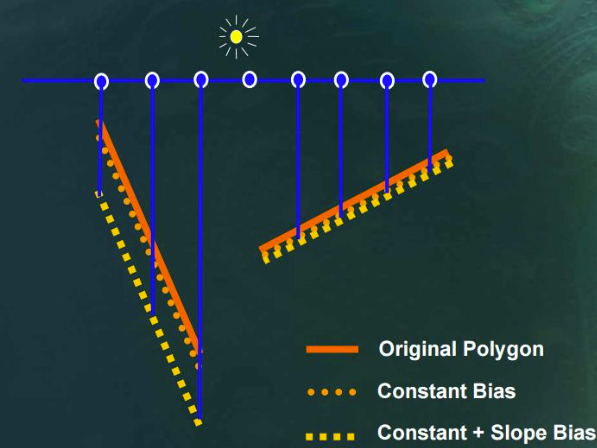 Original Polygon
Constant Bias
Constant + Slope Bias